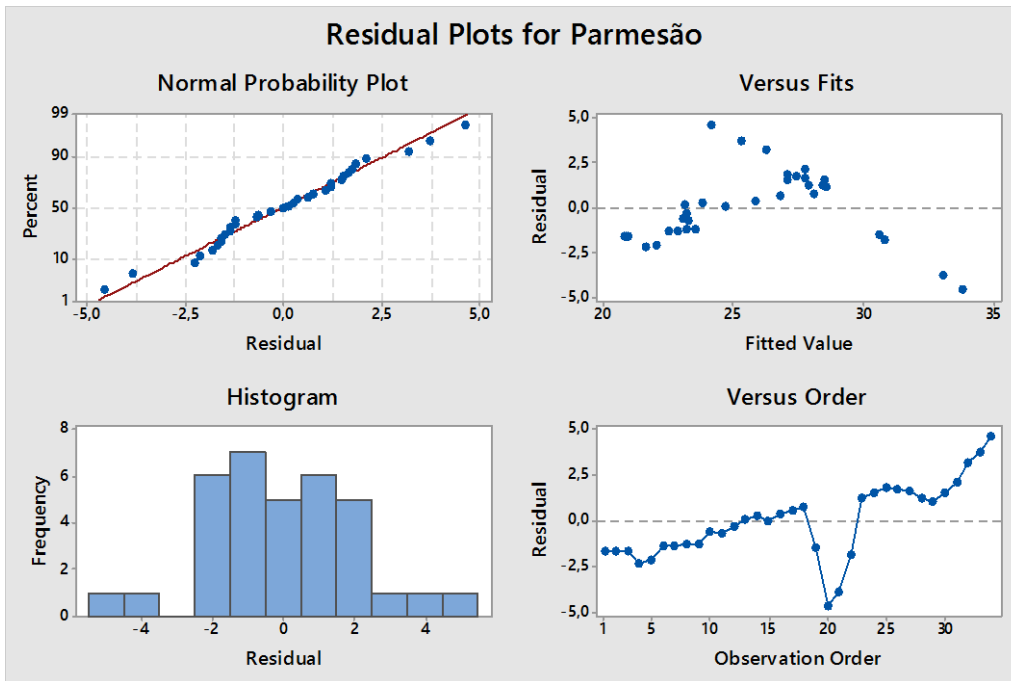 Residual Plots for Parmesão
Normal Probability Plot
99
90
50
10
1
Percent
-5,0 -2,5 0,0 2,5 5,0
Residual
Versus Fits
5,0
2,5
0,0
-2,5
-5,0
Residual
20 25 30 35
Fitted Value
Histogram
8
6
4
2
0
Frequency
-4 -2 0 2 4
Residual
Versus Order
5,0
2,5
0,0
-2,5
-5,0
Residual
1 5 10 15 20 25 30
Observation Order